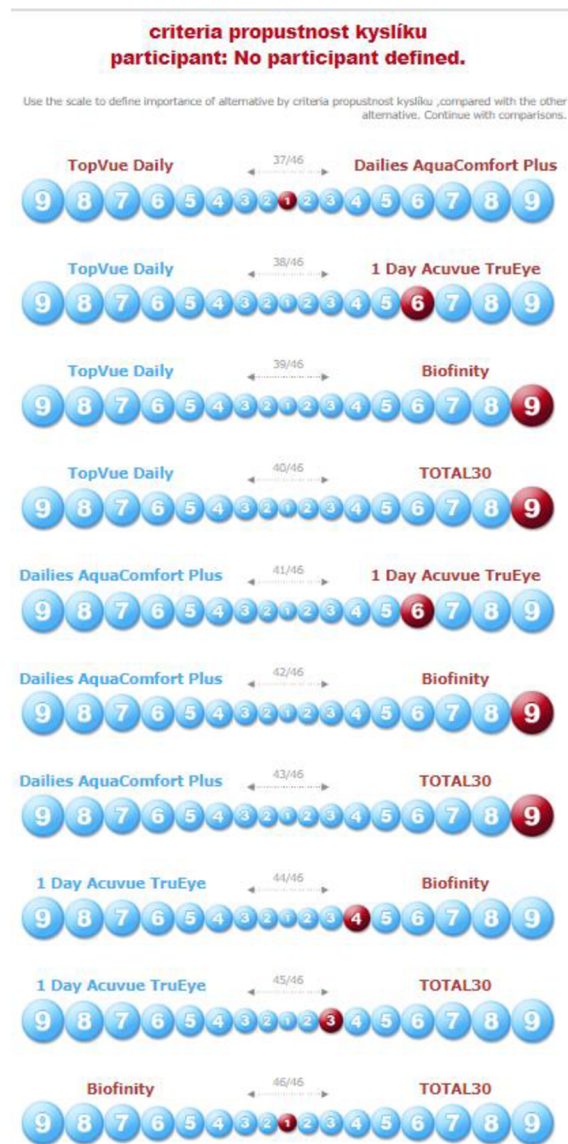 criteria propustnost kyslíku
participant: No participant defined.
Use the scale to define importance of alternative by criteria propustnost kyslíku ,compared with the other
alternative. Continue with comparisons.
TopVue Daily 37/46 Dailies AquaComfort Plus
9 8 7 6 5 4 3 2 1 2 3 4 5 6 7 8 9
TopVue Daily 38/46 1 Day Acuvue TruEye
9 8 7 6 5 4 3 2 1 2 3 4 5 6 7 8 9
TopVue Daily 39/46 Biofinity
9 8 7 6 5 4 3 2 1 2 3 4 5 6 7 8 9
TopVue Daily 40/46 TOTAL30
9 8 7 6 5 4 3 2 1 2 3 4 5 6 7 8 9
Dailies AquaComfort Plus 41/46 1 Day Acuvue TruEye
9 8 7 6 5 4 3 2 1 2 3 4 5 6 7 8 9
Dailies AquaComfort Plus 42/46 Biofinity
9 8 7 6 5 4 3 2 1 2 3 4 5 6 7 8 9
Dailies AquaComfort Plus 43/46 TOTAL30
9 8 7 6 5 4 3 2 1 2 3 4 5 6 7 8 9
1 Day Acuvue TruEye 44/46 Biofinity
9 8 7 6 5 4 3 2 1 2 3 4 5 6 7 8 9
1 Day Acuvue TruEye 45/46 TOTAL30
9 8 7 6 5 4 3 2 1 2 3 4 5 6 7 8 9
Biofinity 46/46 TOTAL30
9 8 7 6 5 4 3 2 1 2 3 4 5 6 7 8 9